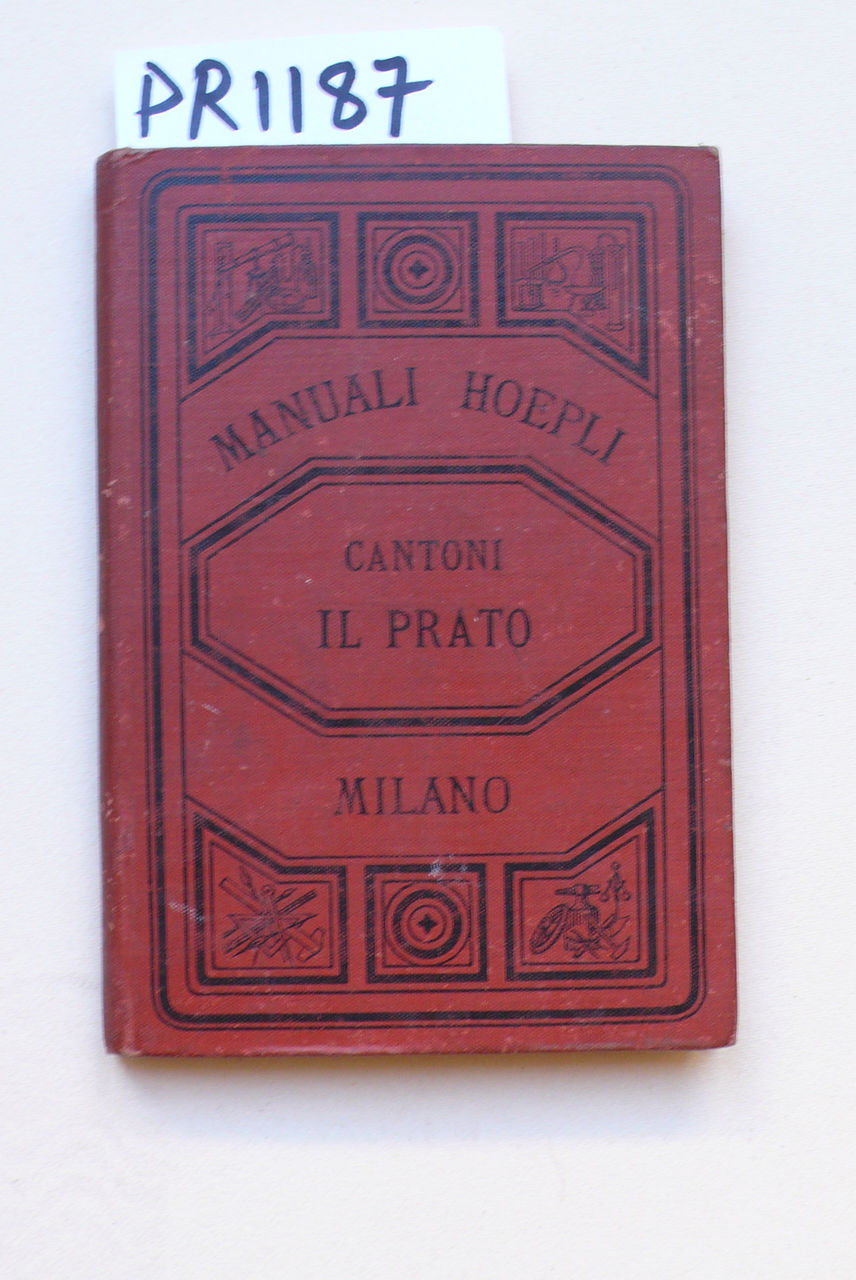 PR1187
MANUALI HOEPLI
CANTONI
IL PRATO
MILANO